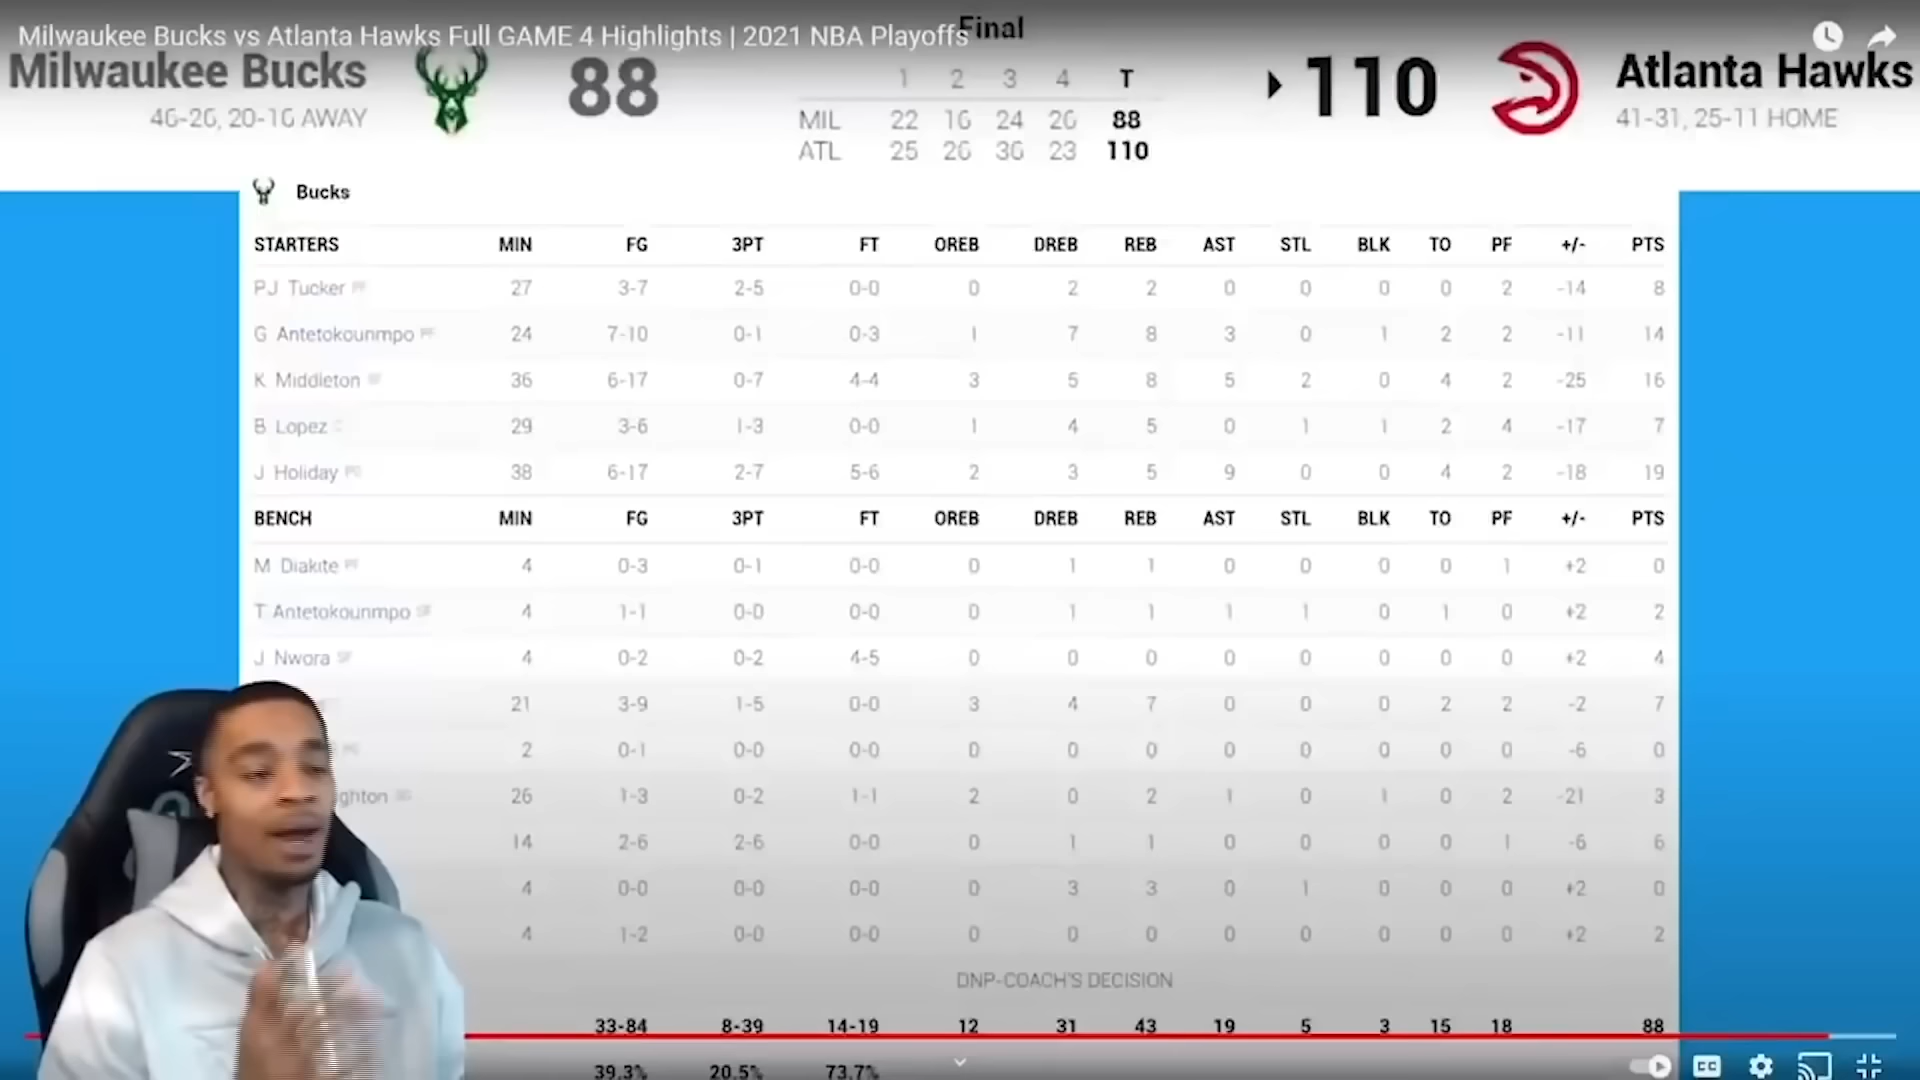 Milwaukee Bucks vs Atlanta Hawks Full GAME 4 Highlights | 2021 NBA Playoffs
Final
Milwaukee Bucks 88 1 2 3 4 T 110 Atlanta Hawks
46-26, 20-16 AWAY MIL 22 16 24 26 88 41-31, 25-11 HOME
ATL 25 26 36 23 110
Bucks
STARTERS MIN FG 3PT FT OREB DREB REB AST STL BLK TO PF +/- PTS
PJ Tucker PF 27 3-7 2-5 0-0 0 2 2 0 0 0 0 2 -14 8
G Antetokounmpo PF 24 7-10 0-1 0-3 1 7 8 3 0 1 2 2 -11 14
K Middleton SF 36 6-17 0-7 4-4 3 5 8 5 2 0 4 2 -25 16
B Lopez C 29 3-6 1-3 0-0 1 4 5 0 1 1 2 4 -17 7
J Holiday PG 38 6-17 2-7 5-6 2 3 5 9 0 0 4 2 -18 19
BENCH MIN FG 3PT FT OREB DREB REB AST STL BLK TO PF +/- PTS
M Diakite PF 4 0-3 0-1 0-0 0 1 1 0 0 0 0 1 +2 0
T Antetokounmpo SF 4 1-1 0-0 0-0 0 1 1 1 1 0 1 0 +2 2
J Nwora SF 4 0-2 0-2 4-5 0 0 0 0 0 0 0 0 +2 4
21 3-9 1-5 0-0 3 4 7 0 0 0 2 2 -2 7
2 0-1 0-0 0-0 0 0 0 0 0 0 0 0 -6 0
ghton SG 26 1-3 0-2 1-1 2 0 2 1 0 1 0 2 -21 3
14 2-6 2-6 0-0 0 1 1 0 0 0 0 1 -6 6
4 0-0 0-0 0-0 0 3 3 0 1 0 0 0 +2 0
4 1-2 0-0 0-0 0 0 0 0 0 0 0 0 +2 2
DNP-COACH'S DECISION
33-84 8-39 14-19 12 31 43 19 5 3 15 18 88
39.3% 20.5% 73.7%
CC